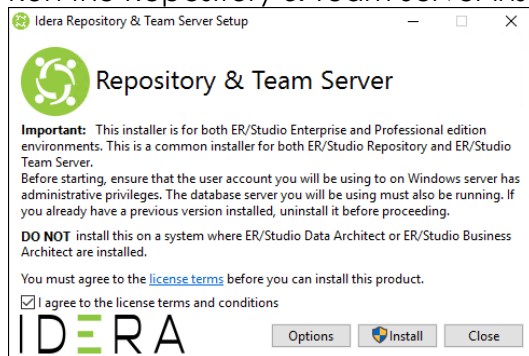 Idera Repository & Team Server Setup
Repository & Team Server
Important: This installer is for both ER/Studio Enterprise and Professional edition
environments. This is a common installer for both ER/Studio Repository and ER/Studio
Team Server.
Before starting, ensure that the user account you will be using to on Windows server has
administrative privileges. The database server you will be using must also be running. If
you already have a previous version installed, uninstall it before proceeding.
DO NOT install this on a system where ER/Studio Data Architect or ER/Studio Business
Architect are installed.
You must agree to the license terms before you can install this product.
I agree to the license terms and conditions
IDERA
Options Install Close